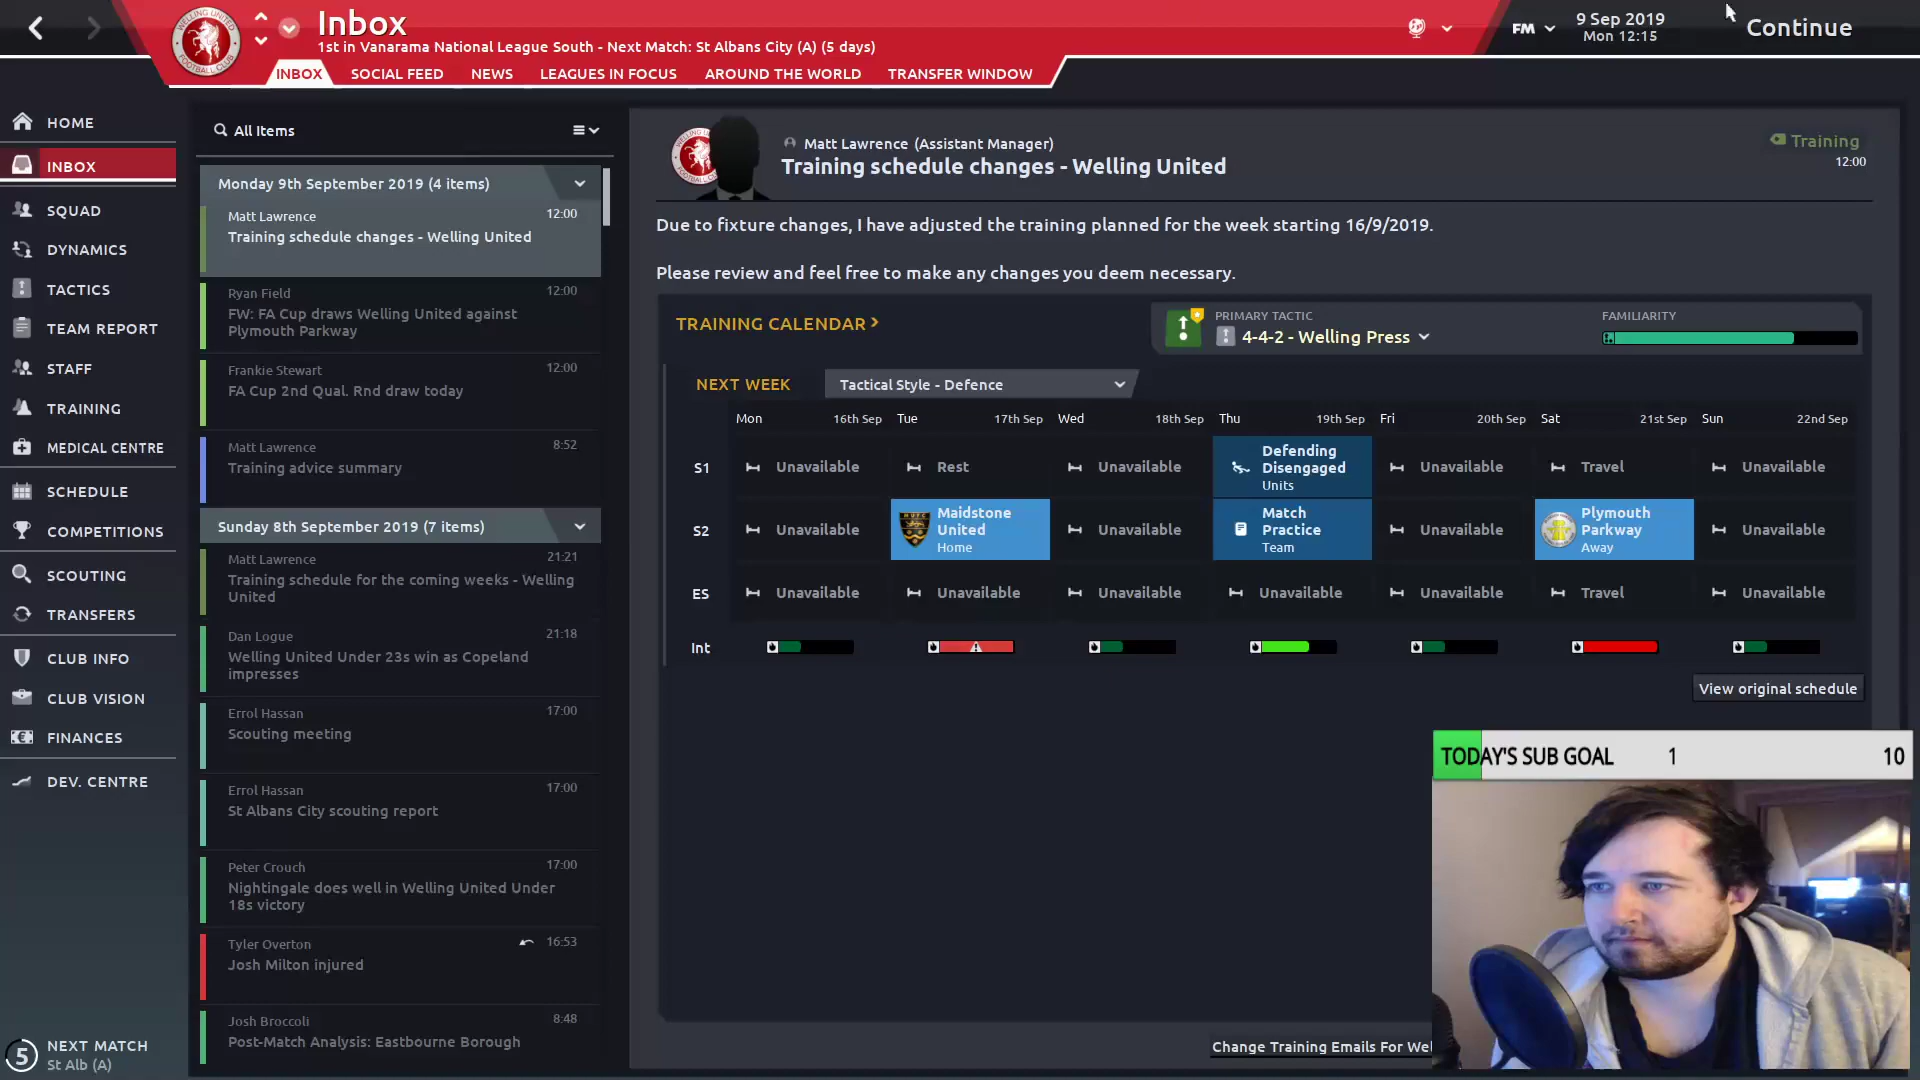 Inbox
1st in Vanarama National League South - Next Match: St Albans City (A) (5 days)
FM
9 Sep 2019
Mon 12:15
Continue
INBOX
SOCIAL FEED
NEWS
LEAGUES IN FOCUS
AROUND THE WORLD
TRANSFER WINDOW
HOME
INBOX
SQUAD
DYNAMICS
TACTICS
TEAM REPORT
STAFF
TRAINING
MEDICAL CENTRE
SCHEDULE
COMPETITIONS
SCOUTING
TRANSFERS
CLUB INFO
CLUB VISION
FINANCES
DEV. CENTRE
5
NEXT MATCH
St Alb (A)
All Items
Monday 9th September 2019 (4 items)
Matt Lawrence 12:00
Training schedule changes - Welling United
Ryan Field 12:00
FW: FA Cup draws Welling United against
Plymouth Parkway
Frankie Stewart 12:00
FA Cup 2nd Qual. Rnd draw today
Matt Lawrence 8:52
Training advice summary
Sunday 8th September 2019 (7 items)
Matt Lawrence 21:21
Training schedule for the coming weeks - Welling
United
Dan Logue 21:18
Welling United Under 23s win as Copeland
impresses
Errol Hassan 17:00
Scouting meeting
Errol Hassan 17:00
St Albans City scouting report
Peter Crouch 17:00
Nightingale does well in Welling United Under
18s victory
Tyler Overton 16:53
Josh Milton injured
Josh Broccoli 8:48
Post-Match Analysis: Eastbourne Borough
Matt Lawrence (Assistant Manager)
Training schedule changes - Welling United
Training
12:00
Due to fixture changes, I have adjusted the training planned for the week starting 16/9/2019.
Please review and feel free to make any changes you deem necessary.
TRAINING CALENDAR >
PRIMARY TACTIC
4-4-2 - Welling Press
FAMILIARITY
NEXT WEEK
Tactical Style - Defence
Mon 16th Sep Tue 17th Sep Wed 18th Sep Thu 19th Sep Fri 20th Sep Sat 21st Sep Sun 22nd Sep
S1 Unavailable Rest Unavailable Defending Disengaged Units Unavailable Travel Unavailable
S2 Unavailable Maidstone United Home Unavailable Match Practice Team Unavailable Plymouth Parkway Away Unavailable
ES Unavailable Unavailable Unavailable Unavailable Unavailable Travel Unavailable
Int
View original schedule
TODAY'S SUB GOAL 1 10
Change Training Emails For Wel